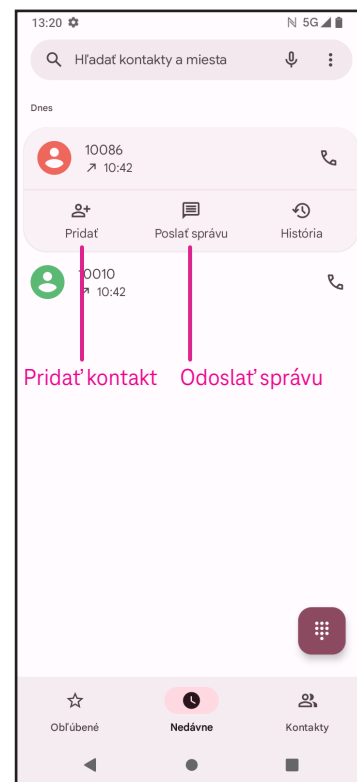 13:20 5G
Hľadať kontakty a miesta
Dnes
10086
10:42
Pridať Poslať správu História
10010
10:42
Pridať kontakt Odoslať správu
Obľúbené Nedávne Kontakty